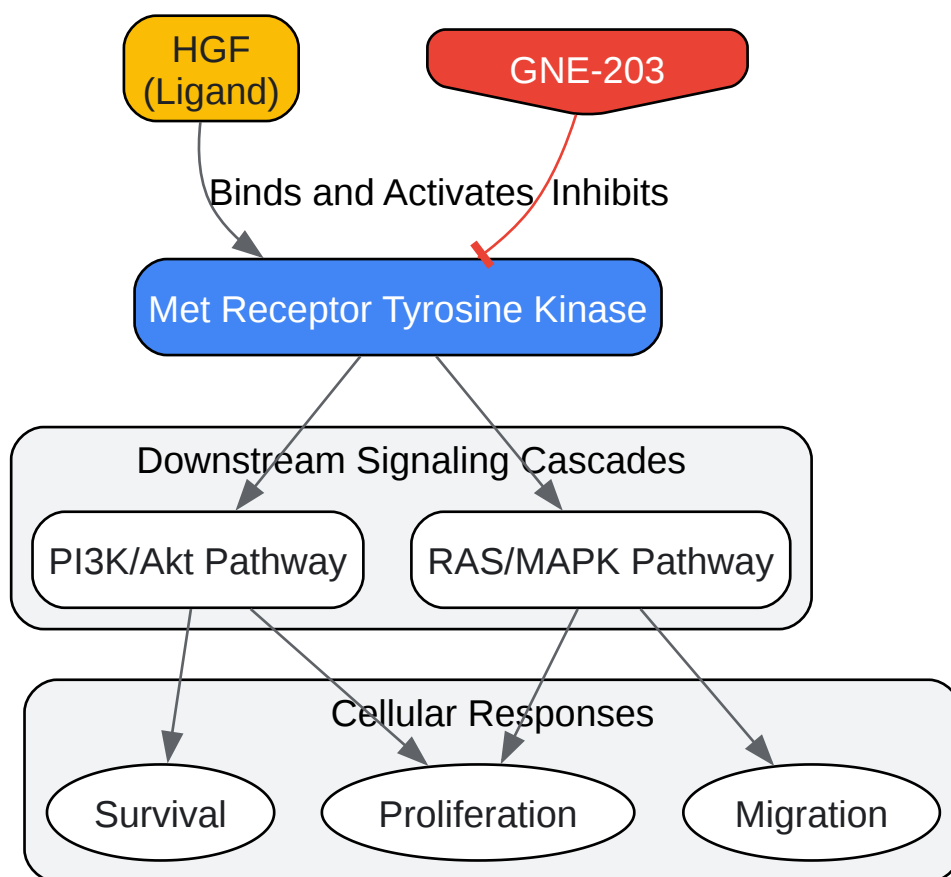 HGF
(Ligand)
GNE-203
Binds and Activates
Inhibits
Met Receptor Tyrosine Kinase
Downstream Signaling Cascades
PI3K/Akt Pathway
RAS/MAPK Pathway
Cellular Responses
Survival
Proliferation
Migration